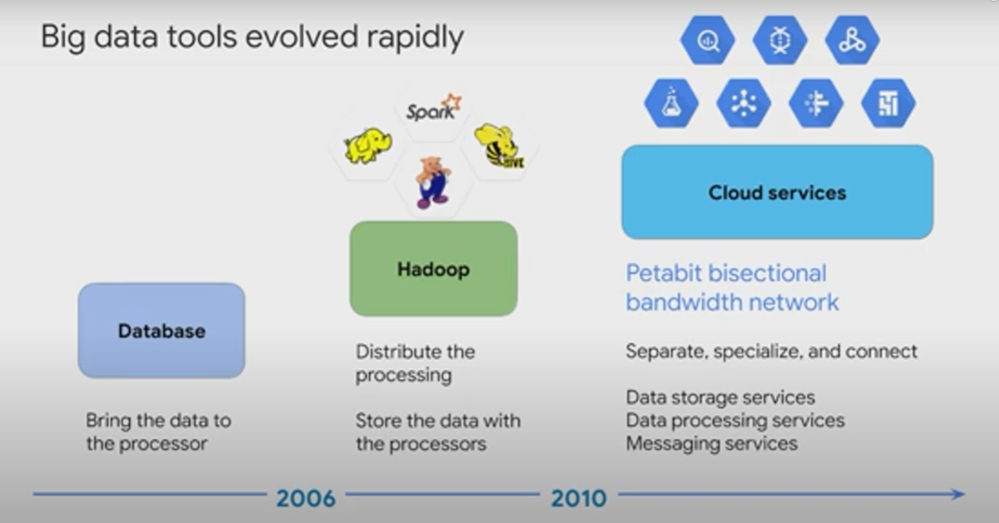 Big data tools evolved rapidly
Spark
HIVE
Cloud services
Hadoop
Database
Petabit bisectional
bandwidth network
Distribute the
processing
Separate, specialize, and connect
Bring the data to
the processor
Store the data with
the processors
Data storage services
Data processing services
Messaging services
2006
2010